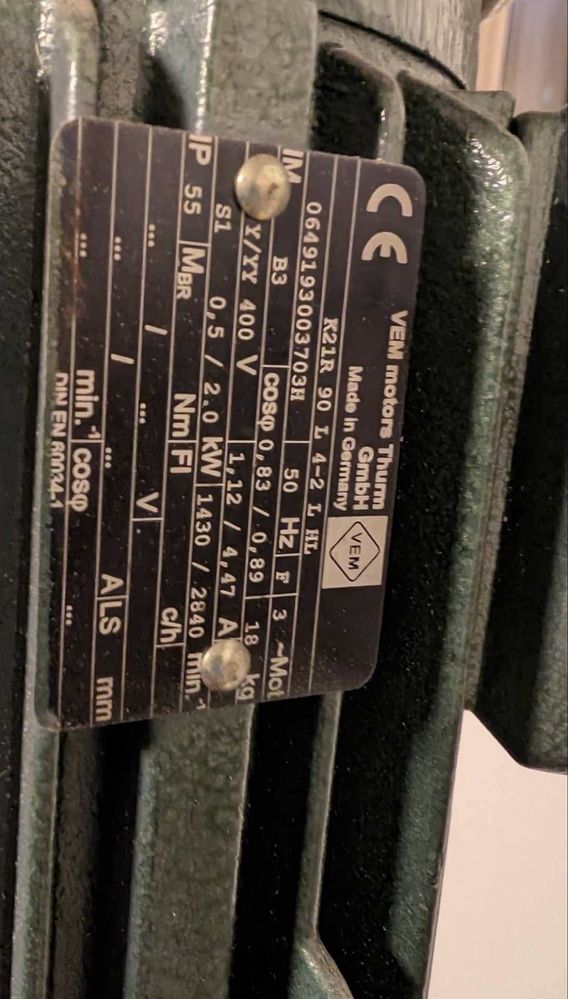 CE VEM motors Thurm
GmbH
Made in Germany
VEM
K21R 90 L 4-2 L HL
0649193003703H 50 Hz F 3 ~Mot
IM B3 cosφ 0,83 / 0,89 18 kg
Y/YY 400 V 1,12 / 4,47 A
S1 0,5 / 2.0 kW 1430 / 2840 min.⁻¹
IP 55 MBR Nm FI c/h
... / ... V
... / ... A LS mm
... min.⁻¹ cosφ ...
DIN EN 60034-1